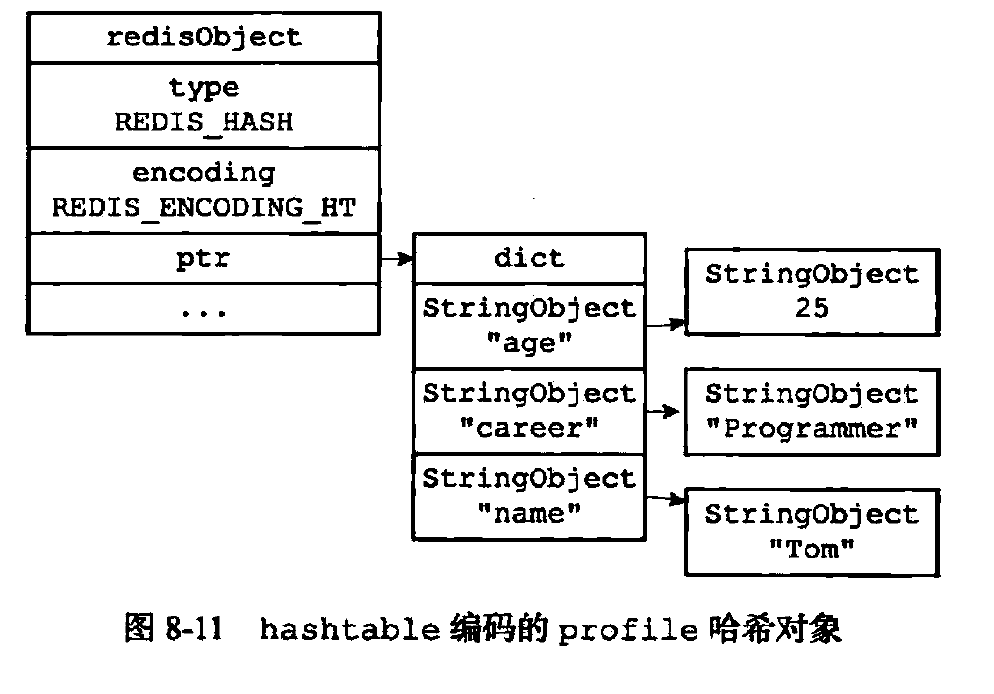 redisObject
type
REDIS_HASH
encoding
REDIS_ENCODING_HT
ptr
...
dict
StringObject
"age"
StringObject
"career"
StringObject
"name"
StringObject
25
StringObject
"Programmer"
StringObject
"Tom"
图 8-11 hashtable 编码的 profile 哈希对象